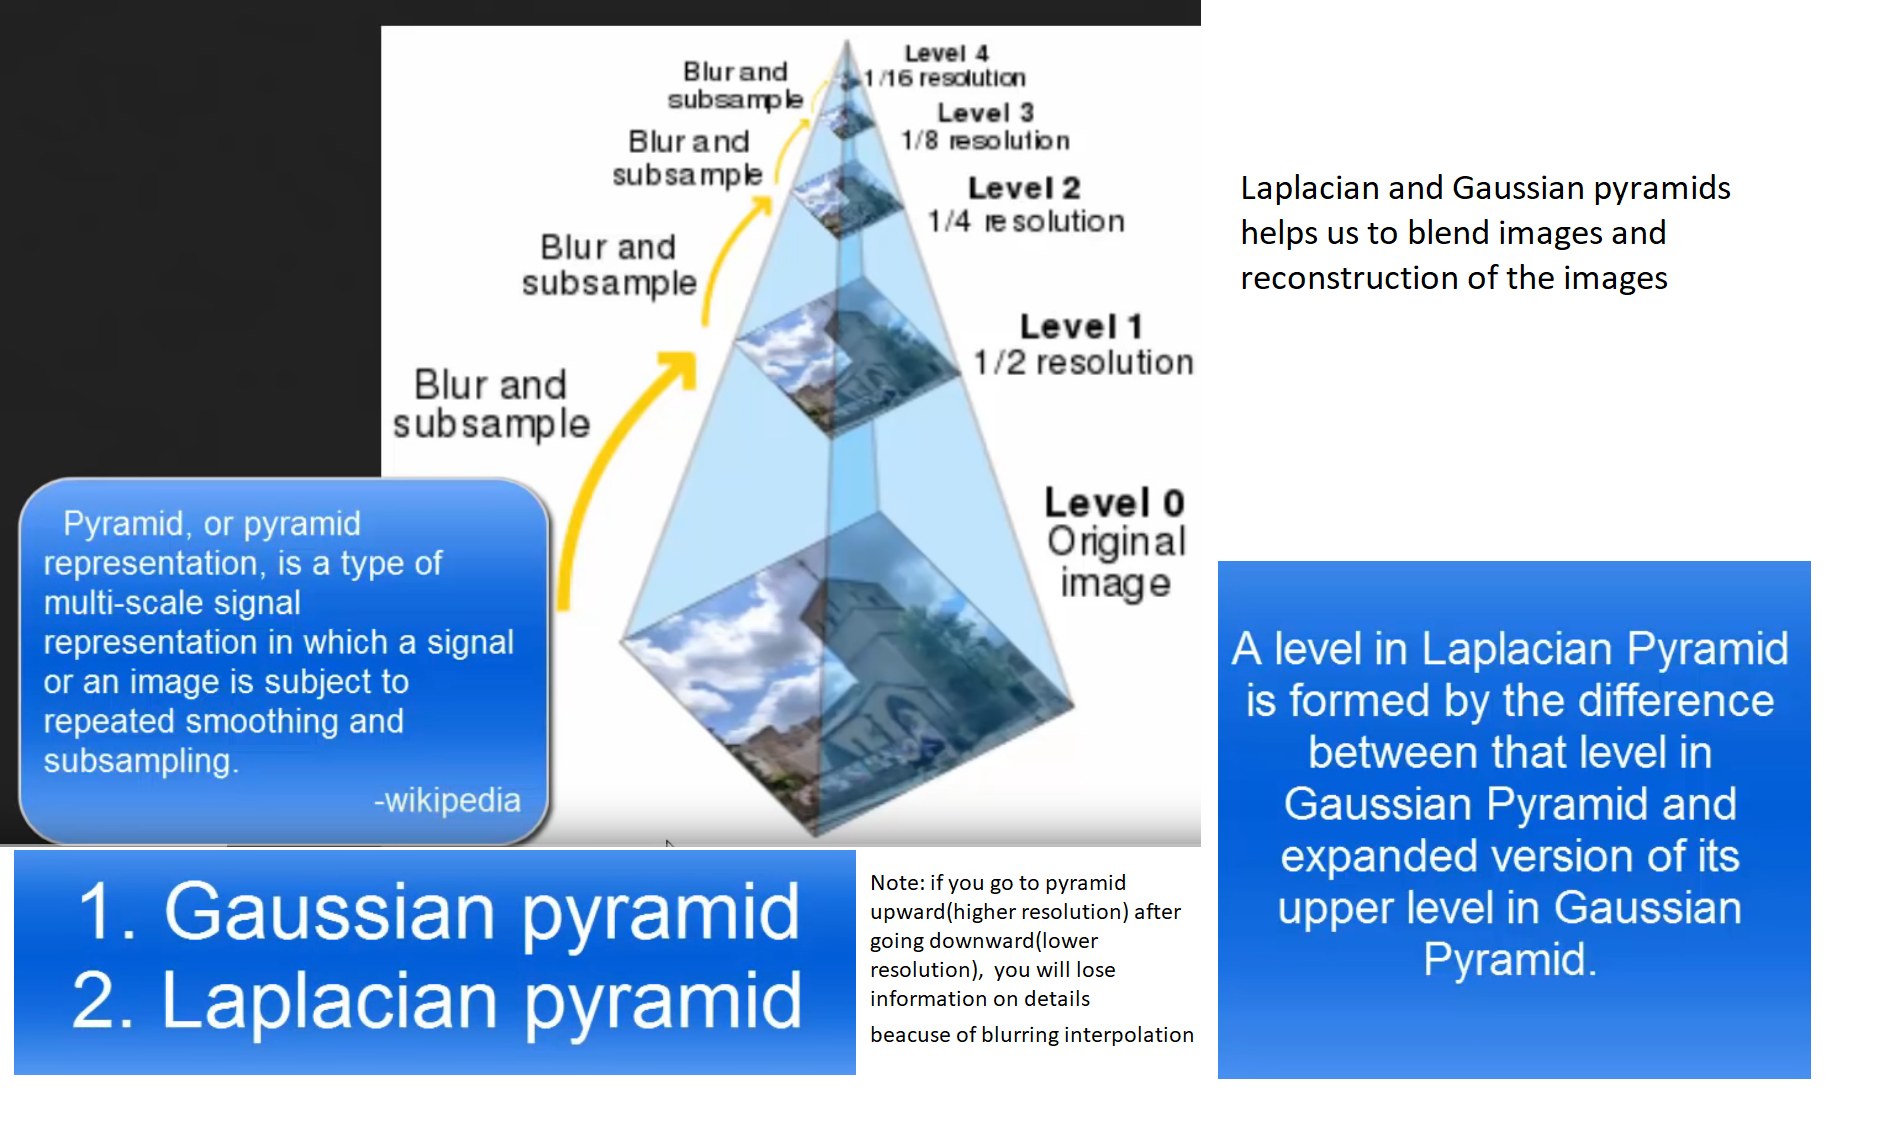 Level 4
1/16 resolution
Blur and
subsample
Level 3
1/8 resolution
Blur and
subsample
Level 2
1/4 resolution
Blur and
subsample
Level 1
1/2 resolution
Blur and
subsample
Level 0
Original
image
Pyramid, or pyramid
representation, is a type of
multi-scale signal
representation in which a signal
or an image is subject to
repeated smoothing and
subsampling.
-wikipedia
1. Gaussian pyramid
2. Laplacian pyramid
Note: if you go to pyramid
upward(higher resolution) after
going downward(lower
resolution), you will lose
information on details
beacuse of blurring interpolation
Laplacian and Gaussian pyramids
helps us to blend images and
reconstruction of the images
A level in Laplacian Pyramid
is formed by the difference
between that level in
Gaussian Pyramid and
expanded version of its
upper level in Gaussian
Pyramid.